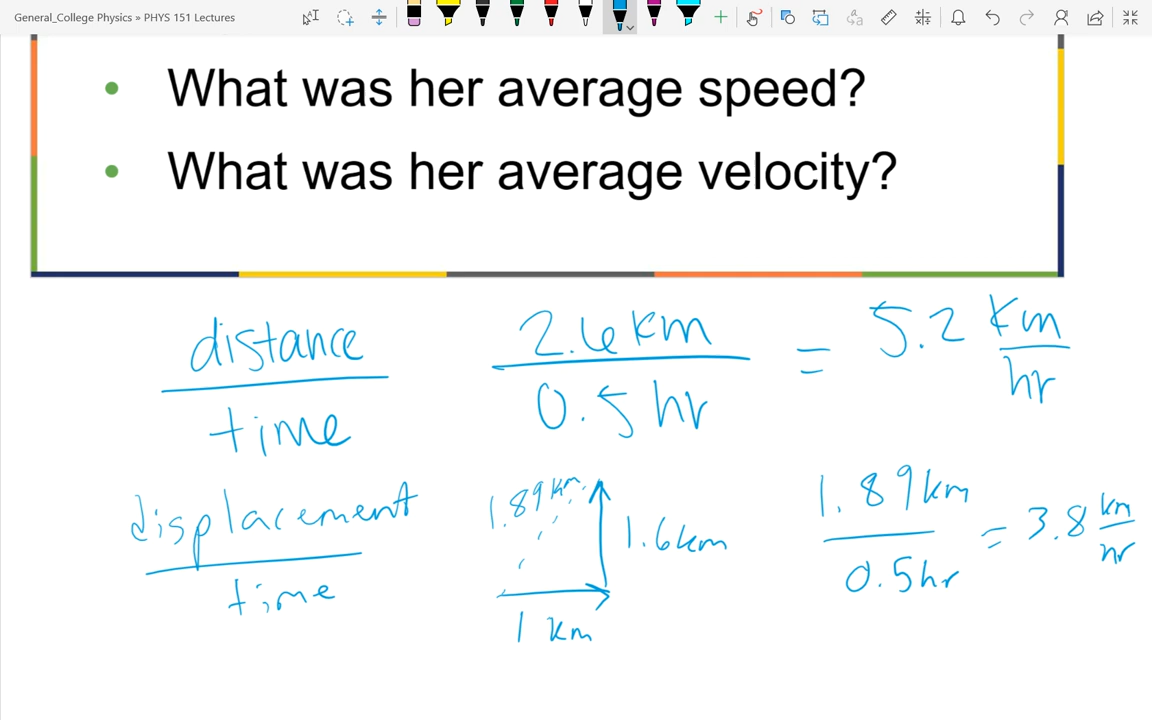 General_College Physics » PHYS 151 Lectures
• What was her average speed?
• What was her average velocity?
distance
time
2.6 km
0.5 hr
= 5.2 km
hr
displacement
time
1.89 km
1.6 km
1 km
1.89 km
0.5 hr
= 3.8 km
hr